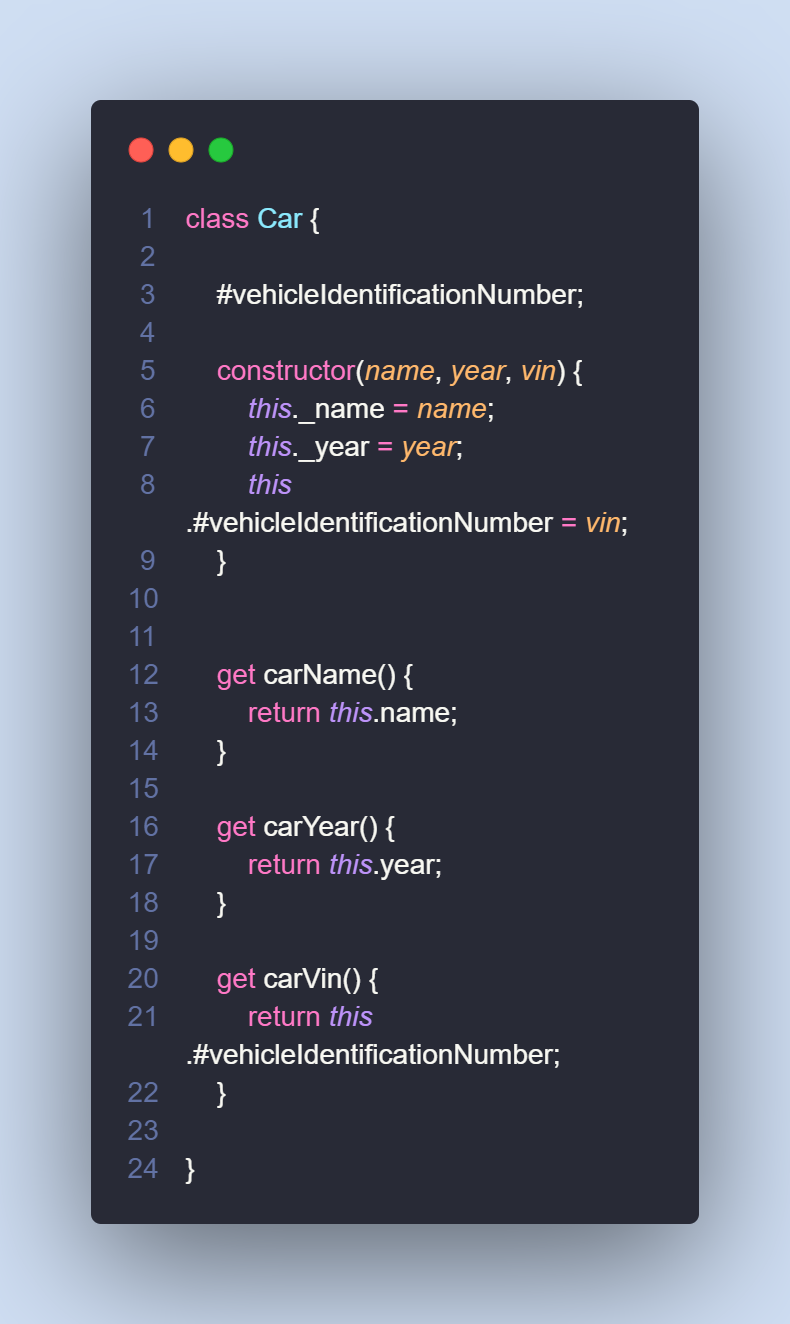 1 class Car {
2
3 #vehicleIdentificationNumber;
4
5 constructor(name, year, vin) {
6 this._name = name;
7 this._year = year;
8 this
.#vehicleIdentificationNumber = vin;
9 }
10
11
12 get carName() {
13 return this.name;
14 }
15
16 get carYear() {
17 return this.year;
18 }
19
20 get carVin() {
21 return this
.#vehicleIdentificationNumber;
22 }
23
24 }